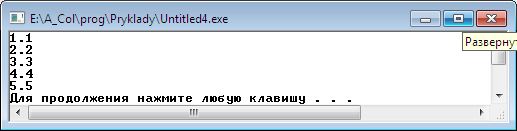 E:\A_Col\prog\Pryklady\Untitled4.exe
Развернут
1.1
2.2
3.3
4.4
5.5
Для продолжения нажмите любую клавишу . . .